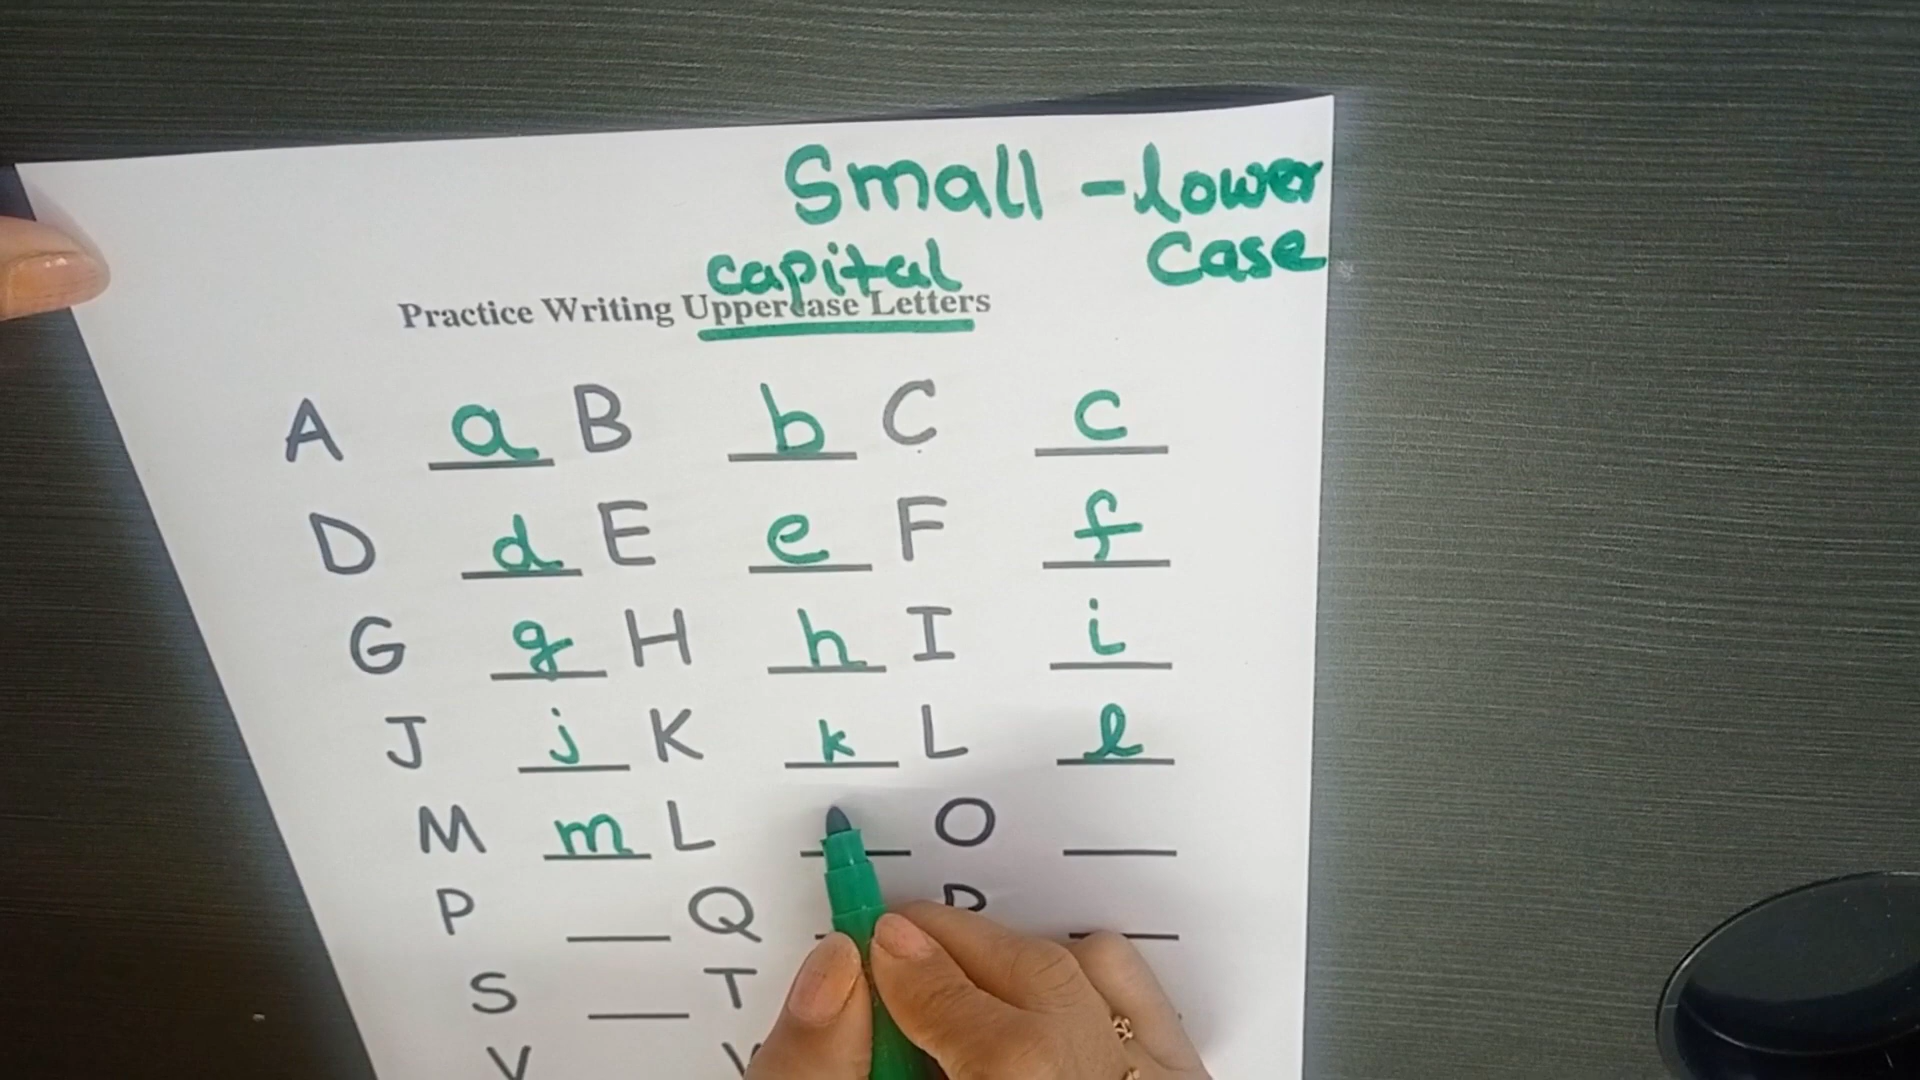 Small - lower
capital case
Practice Writing Uppercase Letters
A a B b C c
D d E e F f
G g H h I i
J j K k L l
M m L O
P Q
S T
V